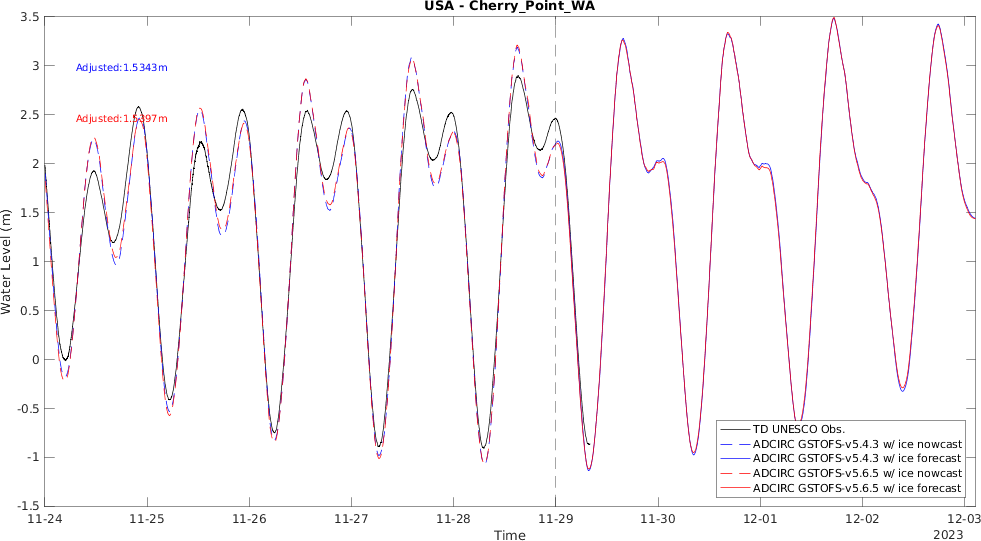 USA - Cherry_Point_WA
3.5
3
2.5
2
1.5
1
0.5
0
-0.5
-1
-1.5
Water Level (m)
Adjusted:1.5343m
Adjusted:1.5397m
TD UNESCO Obs.
ADCIRC GSTOFS-v5.4.3 w/ ice nowcast
ADCIRC GSTOFS-v5.4.3 w/ ice forecast
ADCIRC GSTOFS-v5.6.5 w/ ice nowcast
ADCIRC GSTOFS-v5.6.5 w/ ice forecast
11-24 11-25 11-26 11-27 11-28 11-29 11-30 12-01 12-02 12-03
Time
2023